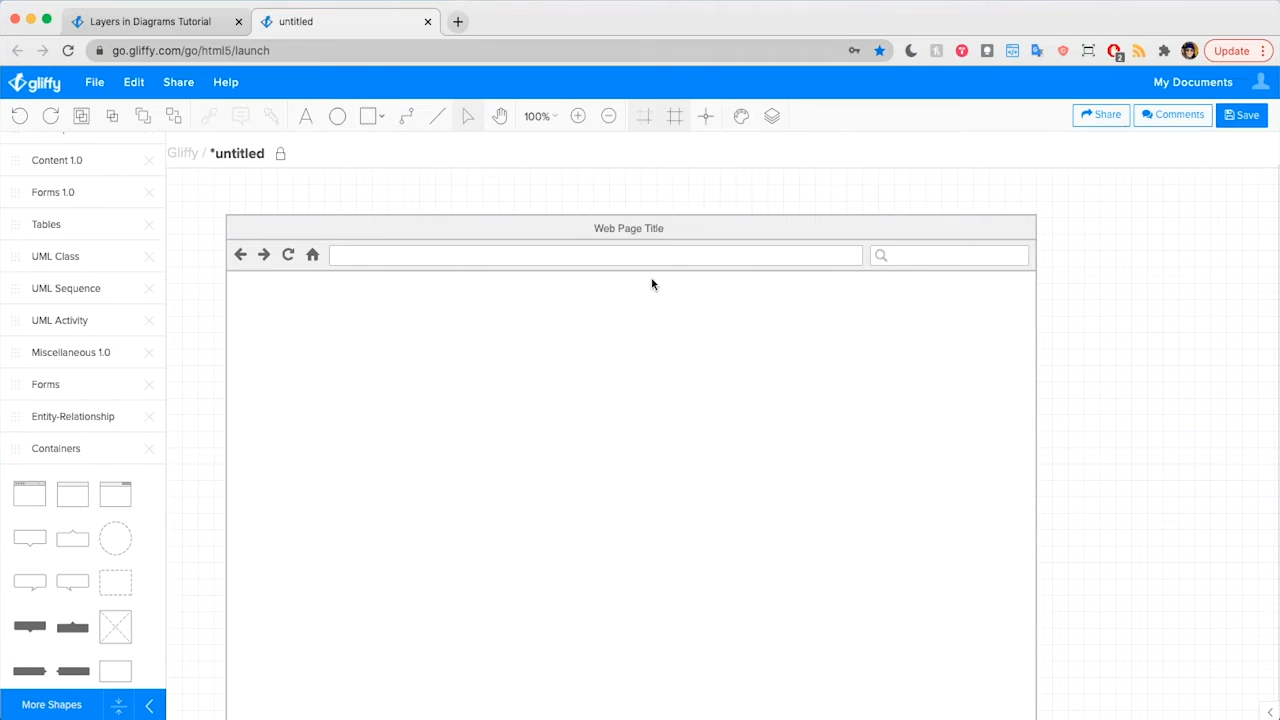 Layers in Diagrams Tutorial
untitled
go.gliffy.com/go/html5/launch
2
Update
gliffy
File
Edit
Share
Help
My Documents
100%
Share
Comments
Save
Content 1.0
Forms 1.0
Tables
UML Class
UML Sequence
UML Activity
Miscellaneous 1.0
Forms
Entity-Relationship
Containers
More Shapes
Gliffy / *untitled
Web Page Title